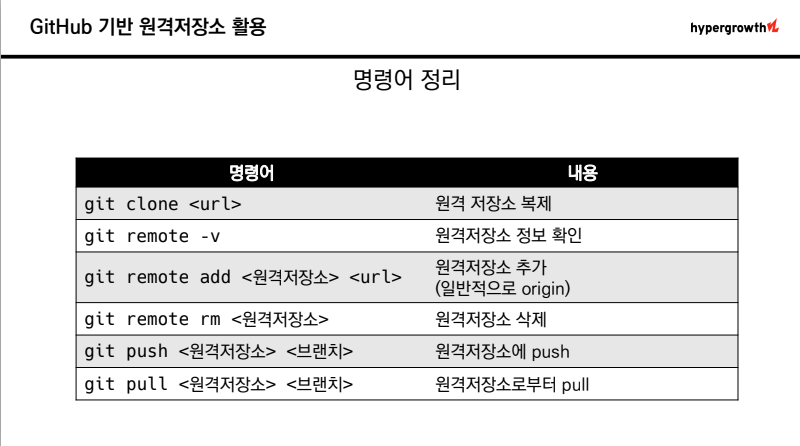 GitHub 기반 원격저장소 활용
hypergrowth
명령어 정리
명령어 내용
git clone <url> 원격 저장소 복제
git remote -v 원격저장소 정보 확인
git remote add <원격저장소> <url> 원격저장소 추가
(일반적으로 origin)
git remote rm <원격저장소> 원격저장소 삭제
git push <원격저장소> <브랜치> 원격저장소에 push
git pull <원격저장소> <브랜치> 원격저장소로부터 pull